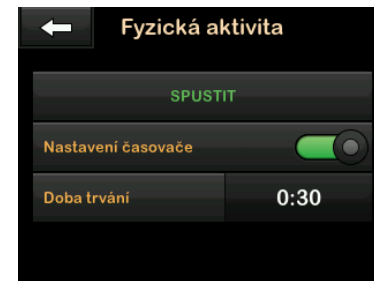 Fyzická aktivita
SPUSTIT
Nastavení časovače
Doba trvání 0:30